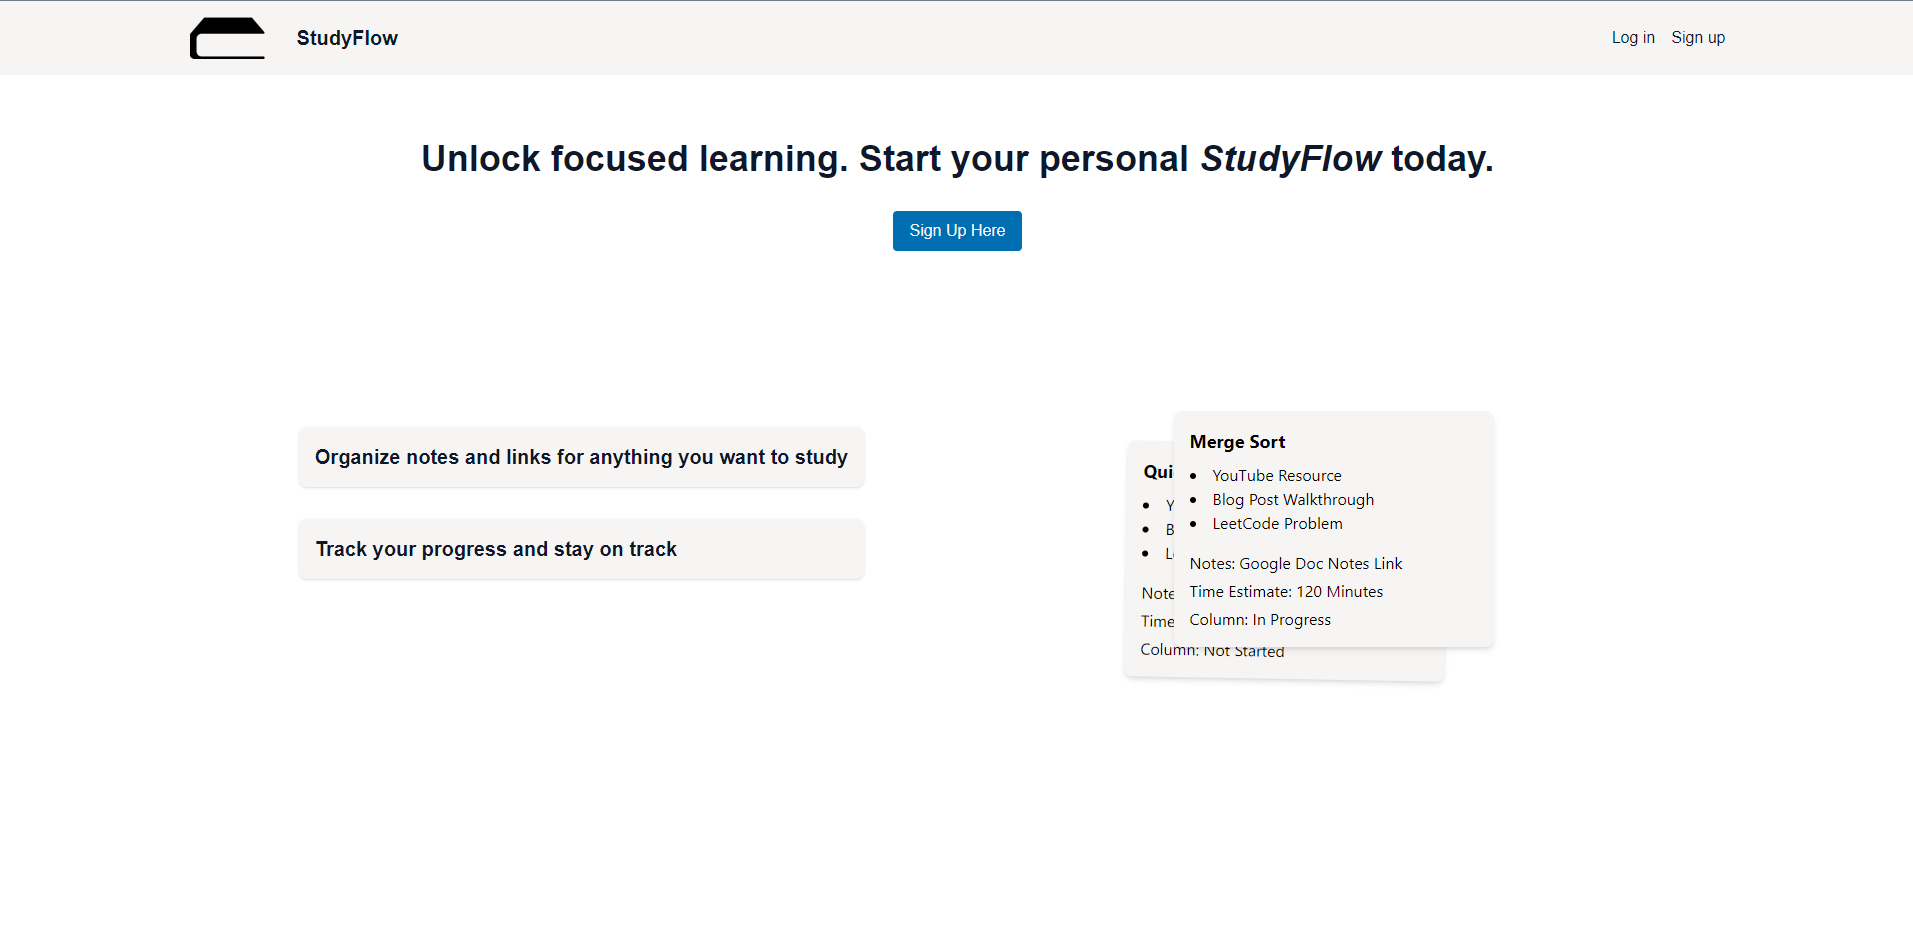 StudyFlow
Log in
Sign up
Unlock focused learning. Start your personal StudyFlow today.
Sign Up Here
Organize notes and links for anything you want to study
Track your progress and stay on track
Merge Sort
• YouTube Resource
• Blog Post Walkthrough
• LeetCode Problem
Notes: Google Doc Notes Link
Time Estimate: 120 Minutes
Column: In Progress
Time
Column: Not Started